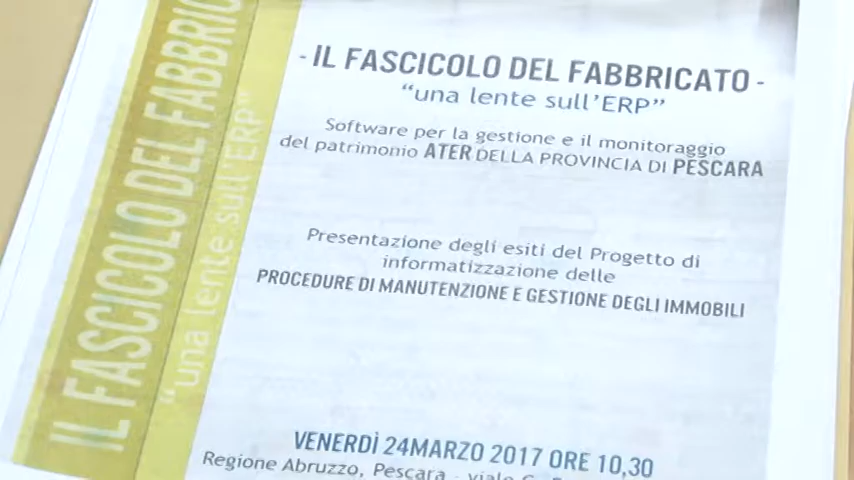 - IL FASCICOLO DEL FABBRICATO -
"una lente sull'ERP"
Software per la gestione e il monitoraggio
del patrimonio ATER DELLA PROVINCIA DI PESCARA
Presentazione degli esiti del Progetto di
informatizzazione delle
PROCEDURE DI MANUTENZIONE E GESTIONE DEGLI IMMOBILI
VENERDÌ 24MARZO 2017 ORE 10,30
Regione Abruzzo, Pescara - viale
IL FASCICOLO DEL FABBRIC
"una lente sull'ERP"